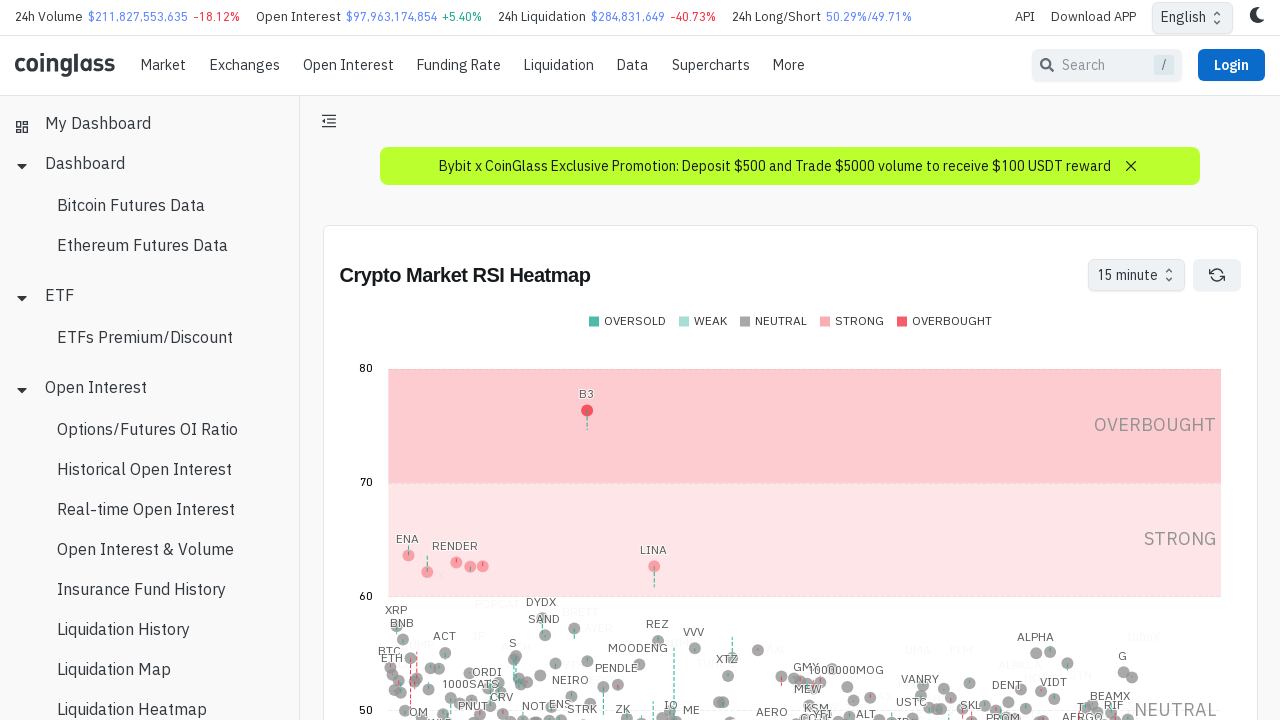 24h Volume $211,827,553,635 -18.12% Open Interest $97,963,174,854 +5.40% 24h Liquidation $284,831,649 -40.73% 24h Long/Short 50.29%/49.71% API Download APP English
coinglass Market Exchanges Open Interest Funding Rate Liquidation Data Supercharts More Search / Login
My Dashboard
Dashboard
Bitcoin Futures Data
Ethereum Futures Data
ETF
ETFs Premium/Discount
Open Interest
Options/Futures OI Ratio
Historical Open Interest
Real-time Open Interest
Open Interest & Volume
Insurance Fund History
Liquidation History
Liquidation Map
Liquidation Heatmap
Bybit x CoinGlass Exclusive Promotion: Deposit $500 and Trade $5000 volume to receive $100 USDT reward
Crypto Market RSI Heatmap 15 minute
OVERSOLD WEAK NEUTRAL STRONG OVERBOUGHT
80
B3
OVERBOUGHT
70
ENA RENDER LINA STRONG
60
DYDX
XRP SAND
BNB REZ VVV
ACT S ALPHA
BTC MOODENG
ETH XTZ G
ORDI PENDLE GMX 1000000MOG
1000SATS NEIRO MEW VANRY DENT VIDT
CRV BEAMX
PNUT NOT STRK IO USTC SKL RIF
50 ZK ME AERO ALT NEUTRAL